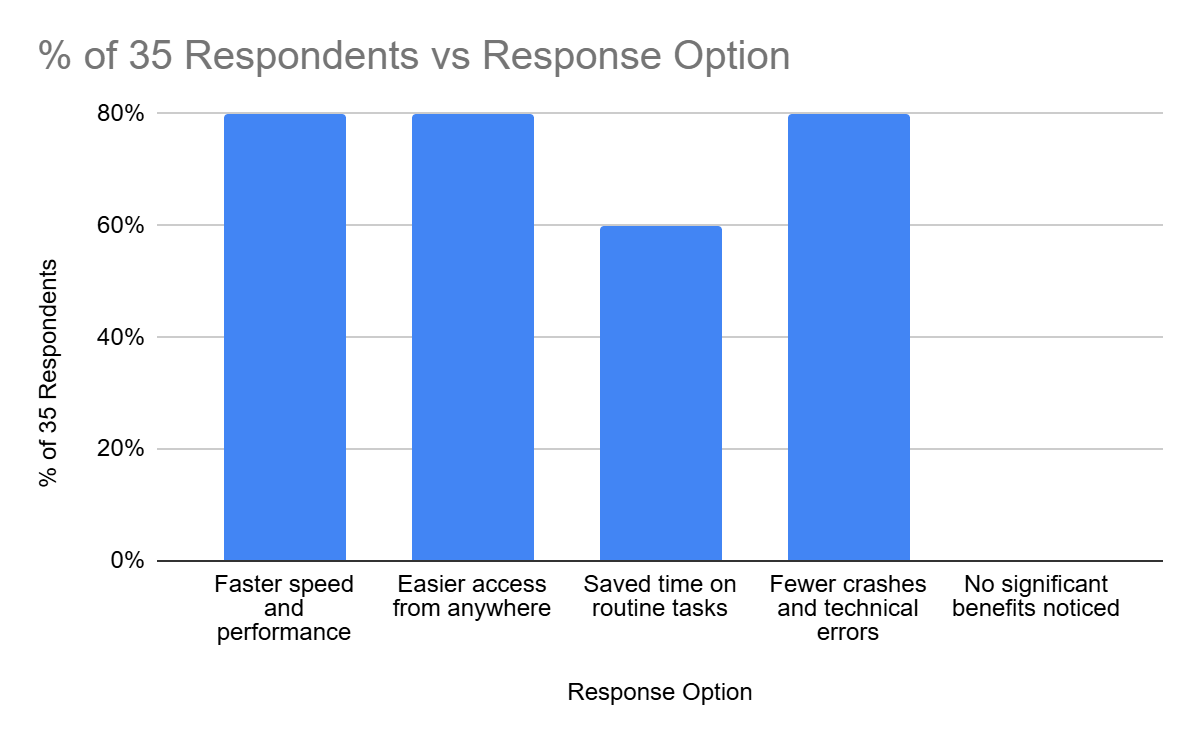 % of 35 Respondents vs Response Option
80%
60%
40%
20%
0%
% of 35 Respondents
Faster speed
and
performance
Easier access
from anywhere
Saved time on
routine tasks
Fewer crashes
and technical
errors
No significant
benefits noticed
Response Option